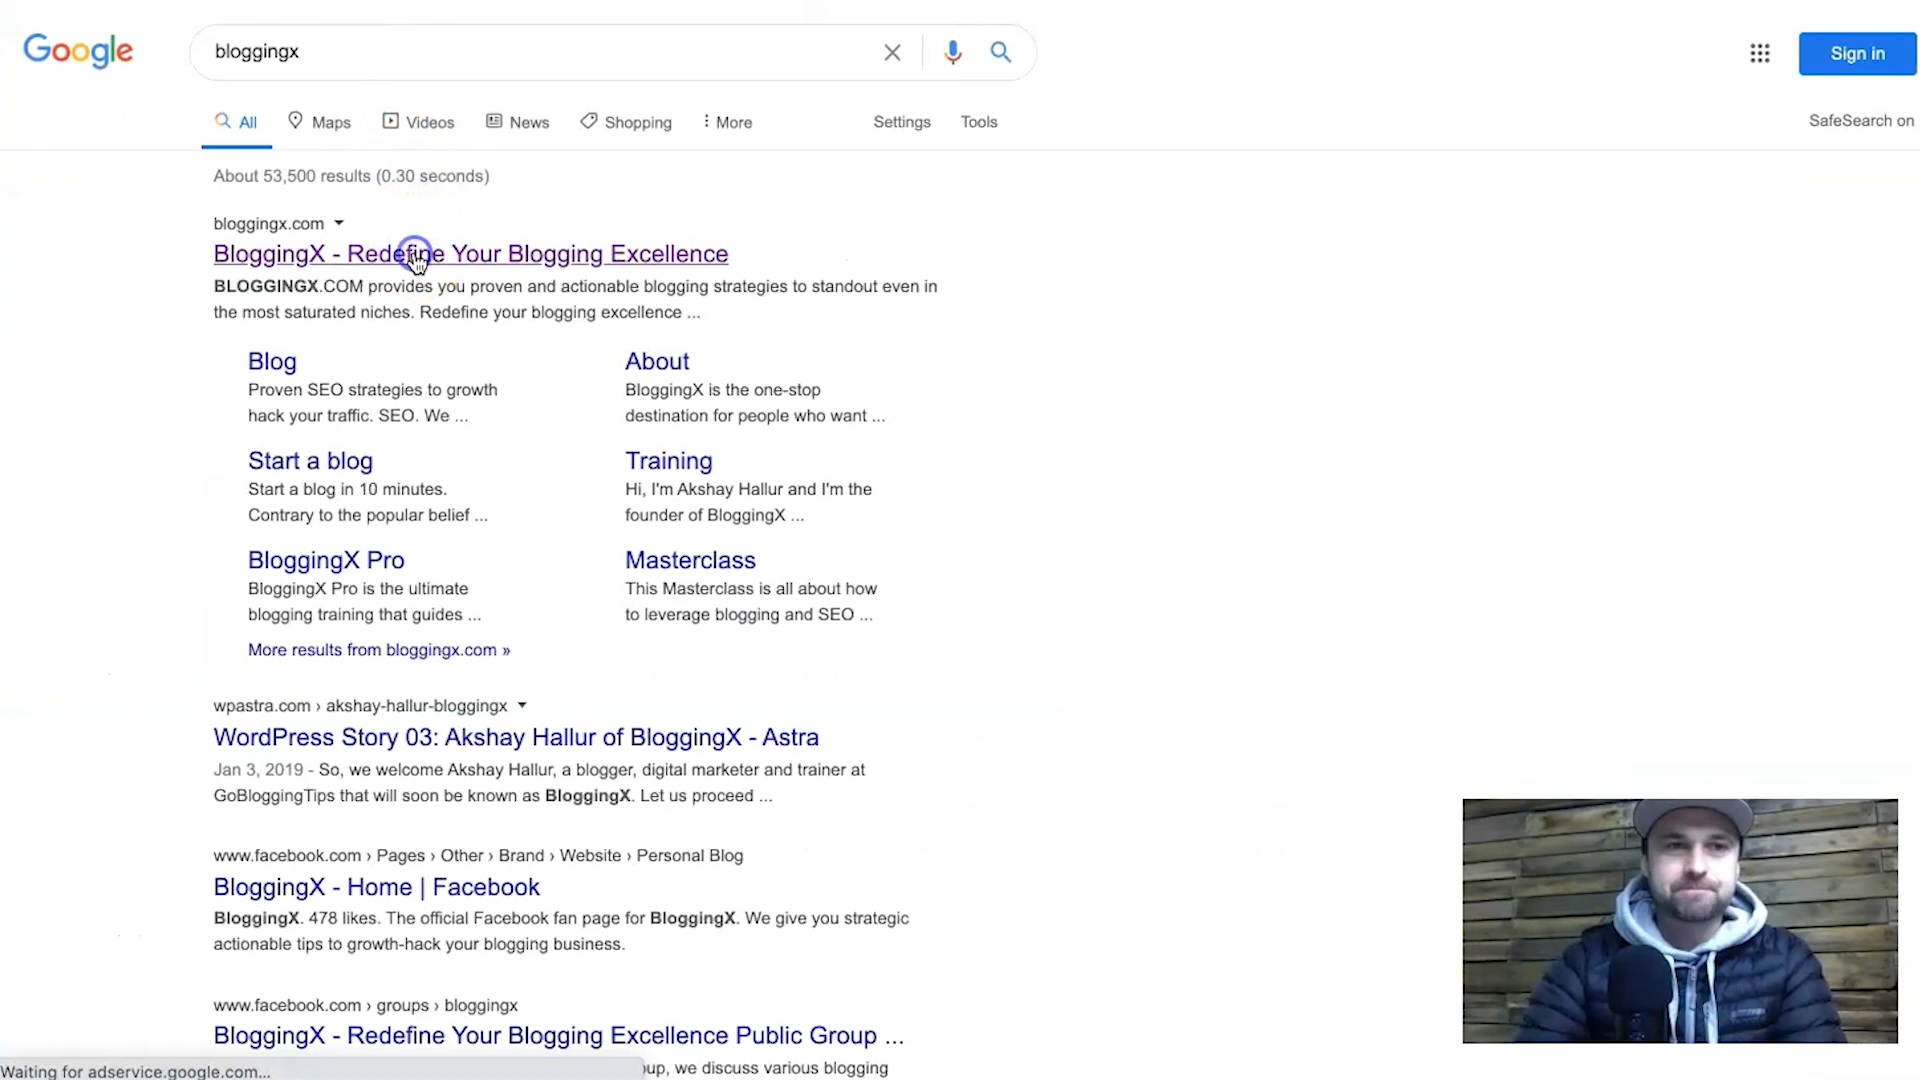 Google
bloggingx
Sign in
All
Maps
Videos
News
Shopping
More
Settings
Tools
SafeSearch on
About 53,500 results (0.30 seconds)
bloggingx.com
BloggingX - Redefine Your Blogging Excellence
BLOGGINGX.COM provides you proven and actionable blogging strategies to standout even in
the most saturated niches. Redefine your blogging excellence ...
Blog
Proven SEO strategies to growth
hack your traffic. SEO. We ...
About
BloggingX is the one-stop
destination for people who want ...
Start a blog
Start a blog in 10 minutes.
Contrary to the popular belief ...
Training
Hi, I'm Akshay Hallur and I'm the
founder of BloggingX ...
BloggingX Pro
BloggingX Pro is the ultimate
blogging training that guides ...
Masterclass
This Masterclass is all about how
to leverage blogging and SEO ...
More results from bloggingx.com »
wpastra.com › akshay-hallur-bloggingx
WordPress Story 03: Akshay Hallur of BloggingX - Astra
Jan 3, 2019 - So, we welcome Akshay Hallur, a blogger, digital marketer and trainer at
GoBloggingTips that will soon be known as BloggingX. Let us proceed ...
www.facebook.com › Pages › Other › Brand › Website › Personal Blog
BloggingX - Home | Facebook
BloggingX. 478 likes. The official Facebook fan page for BloggingX. We give you strategic
actionable tips to growth-hack your blogging business.
www.facebook.com › groups › bloggingx
BloggingX - Redefine Your Blogging Excellence Public Group ...
we discuss various blogging
Waiting for adservice.google.com...